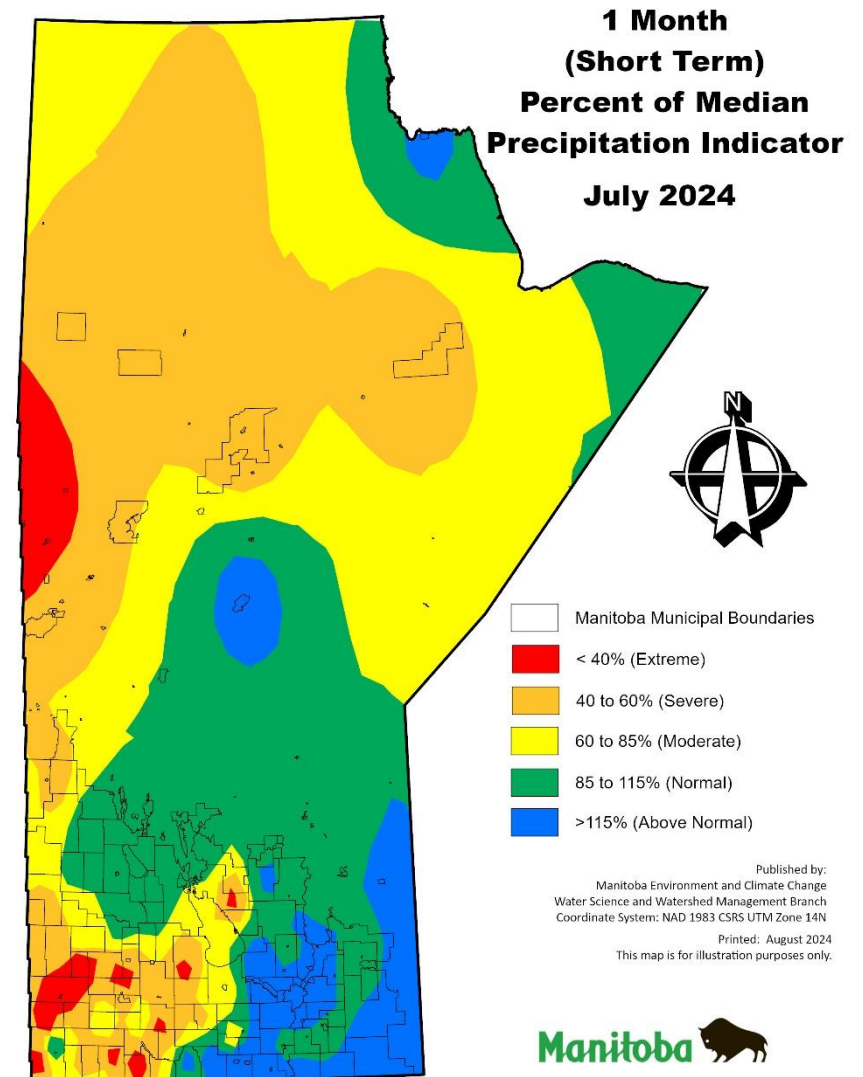 1 Month
(Short Term)
Percent of Median
Precipitation Indicator
July 2024
N
Manitoba Municipal Boundaries
< 40% (Extreme)
40 to 60% (Severe)
60 to 85% (Moderate)
85 to 115% (Normal)
>115% (Above Normal)
Published by:
Manitoba Environment and Climate Change
Water Science and Watershed Management Branch
Coordinate System: NAD 1983 CSRS UTM Zone 14N
Printed: August 2024
This map is for illustration purposes only.
Manitoba